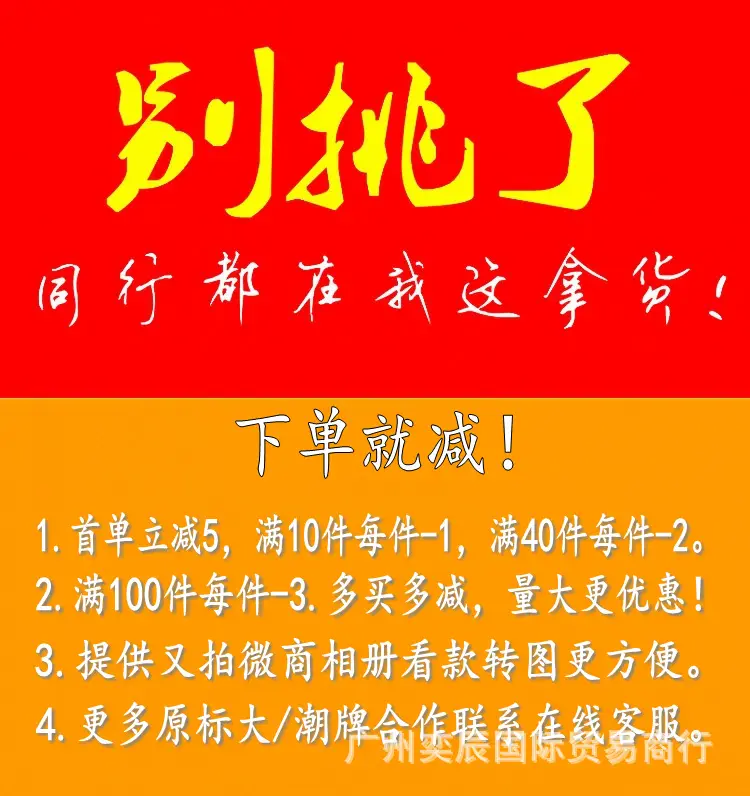 别挑了
同行都在我这拿货!
下单就减!
1.首单立减5，满10件每件-1，满40件每件-2。
2.满100件每件-3.多买多减，量大更优惠!
3.提供又拍微商相册看款转图更方便。
4.更多原标大/潮牌合作联系在线客服。
广州奕辰国际贸易商行